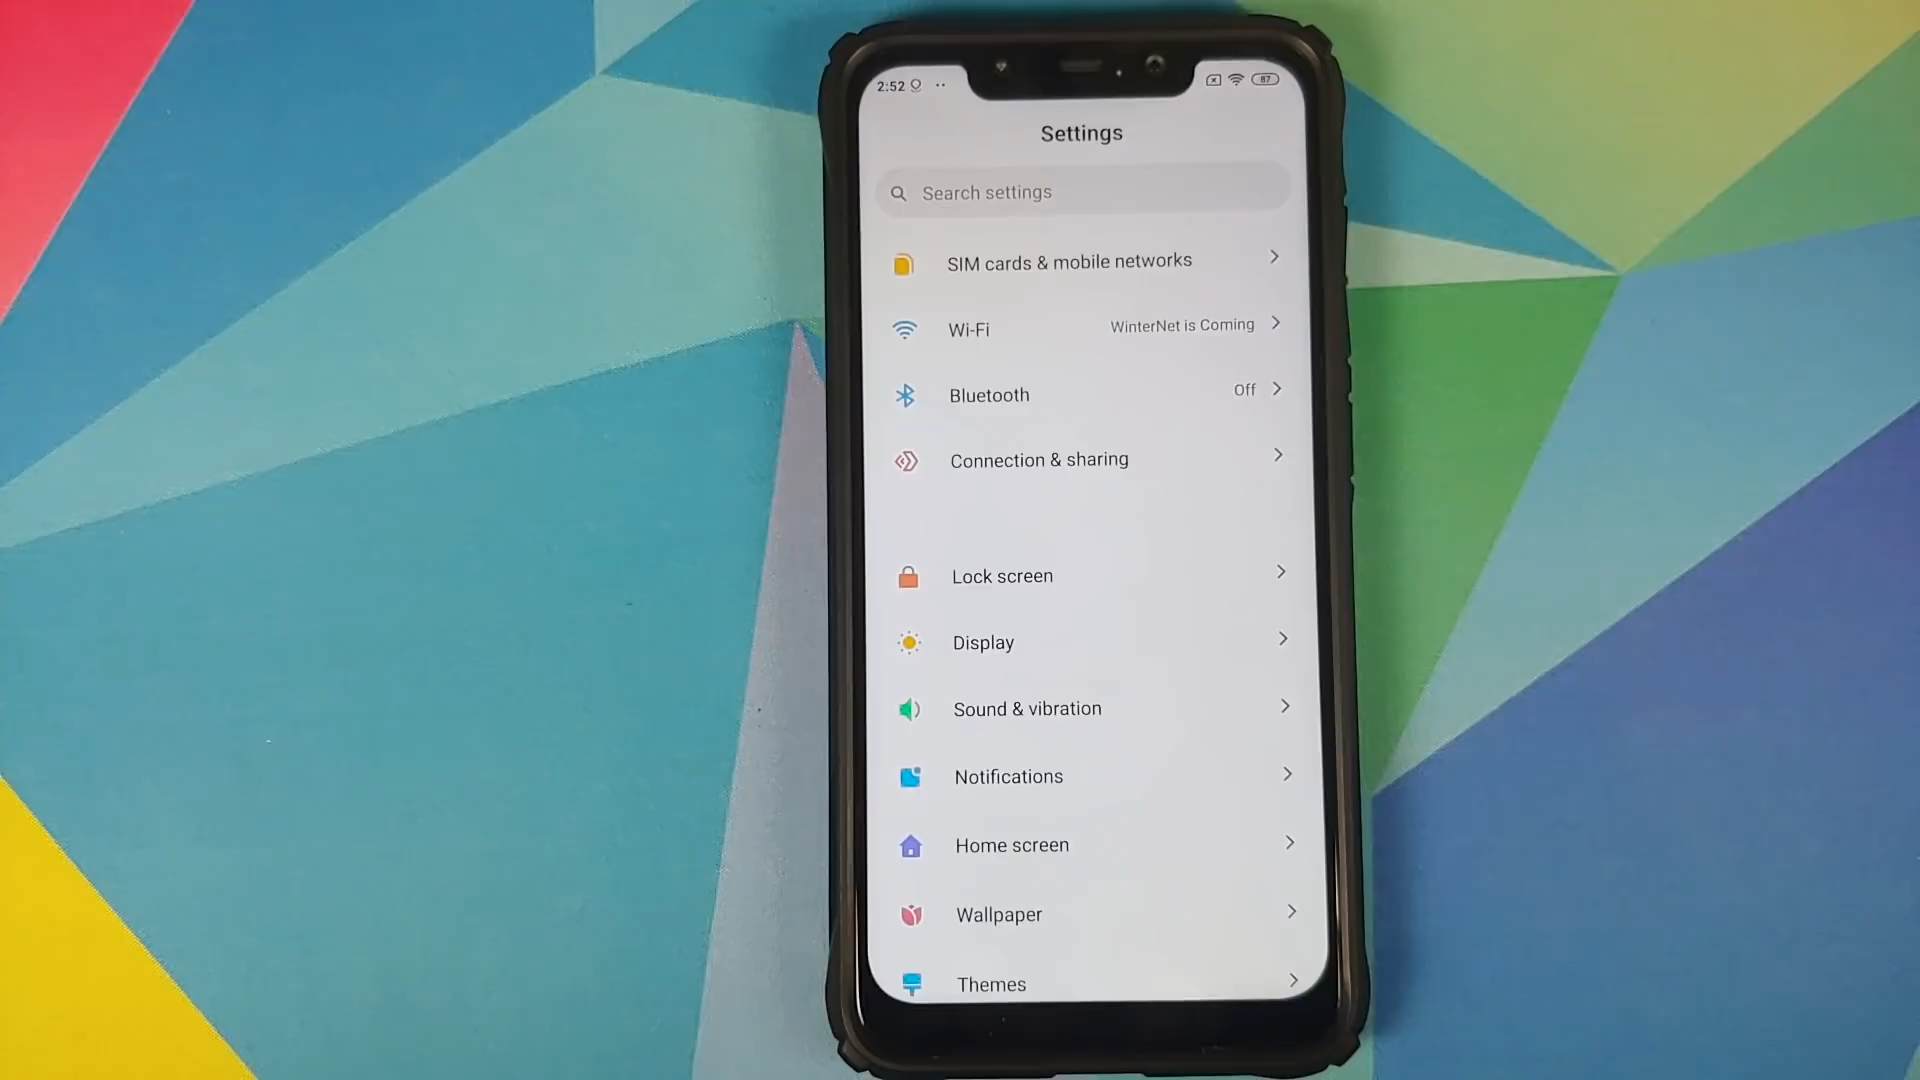 2:52
87
Settings
Search settings
SIM cards & mobile networks
Wi-Fi WinterNet is Coming
Bluetooth Off
Connection & sharing
Lock screen
Display
Sound & vibration
Notifications
Home screen
Wallpaper
Themes